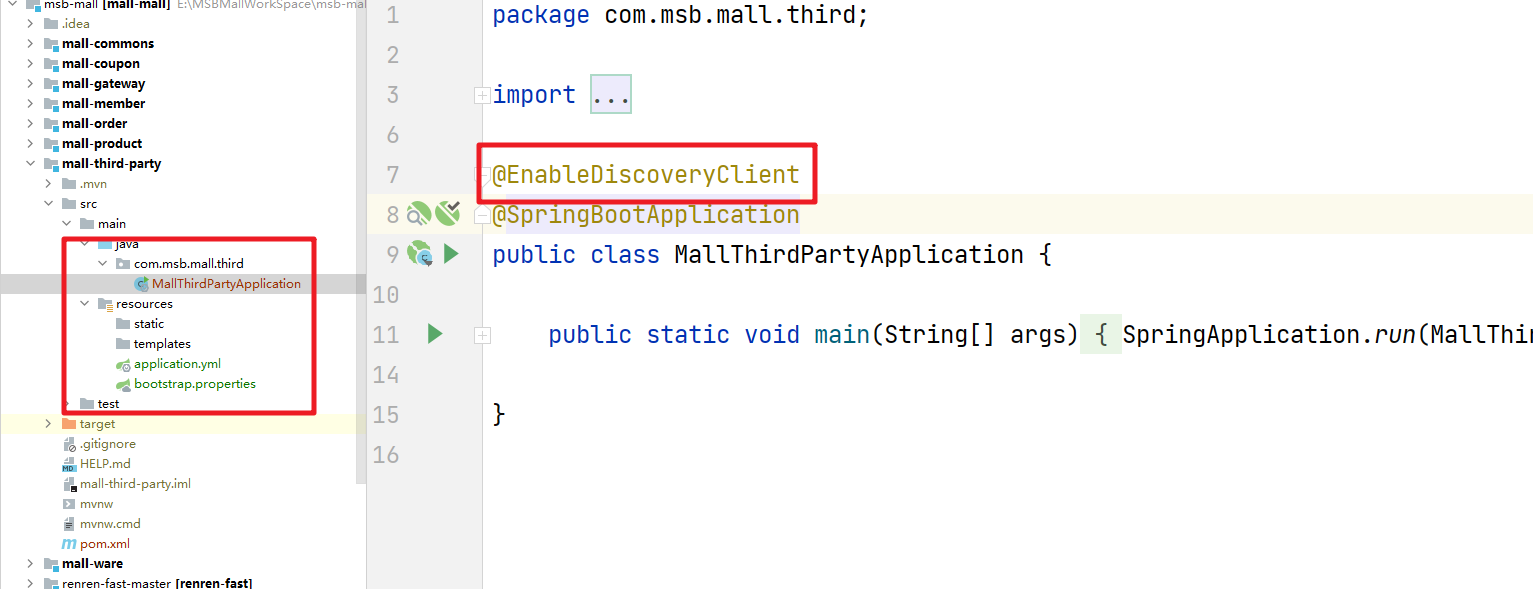 msb-mall [mall-mall] E:\MSBMallWorkSpace\msb-mal
.idea
mall-commons
mall-coupon
mall-gateway
mall-member
mall-order
mall-product
mall-third-party
.mvn
src
main
java
com.msb.mall.third
MallThirdPartyApplication
resources
static
templates
application.yml
bootstrap.properties
test
target
.gitignore
HELP.md
mall-third-party.iml
mvnw
mvnw.cmd
pom.xml
mall-ware
renren-fast-master [renren-fast]
1 package com.msb.mall.third;
2
3 import ...
6
7 @EnableDiscoveryClient
8 @SpringBootApplication
9 public class MallThirdPartyApplication {
10
11 public static void main(String[] args) { SpringApplication.run(MallThir
14
15 }
16